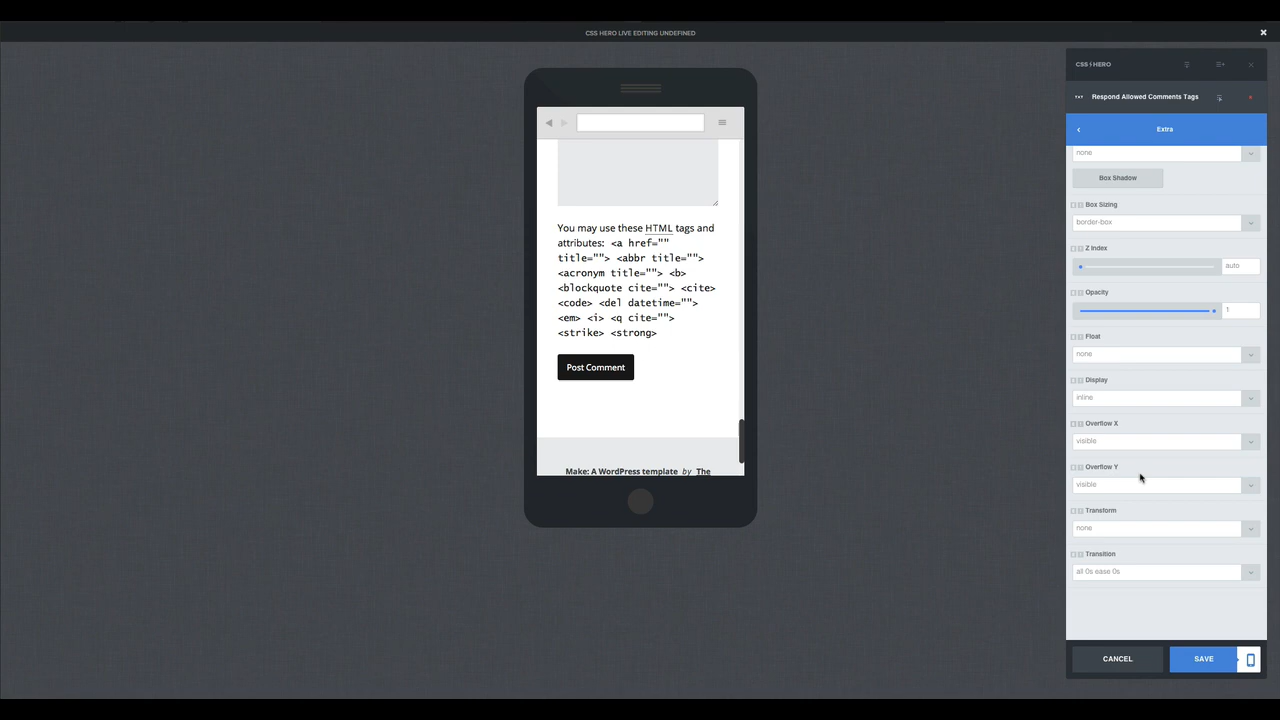 CSS HERO LIVE EDITING UNDEFINED
CSS HERO
Respond Allowed Comments Tags
Extra
none
Box Shadow
Box Sizing
border-box
Z Index
auto
Opacity
1
Float
none
Display
inline
Overflow X
visible
Overflow Y
visible
Transform
none
Transition
all 0s ease 0s
CANCEL
SAVE
You may use these HTML tags and
attributes: <a href=""
title=""> <abbr title="">
<acronym title=""> <b>
<blockquote cite=""> <cite>
<code> <del datetime="">
<em> <i> <q cite="">
<strike> <strong>
Post Comment
Make: A WordPress template by The